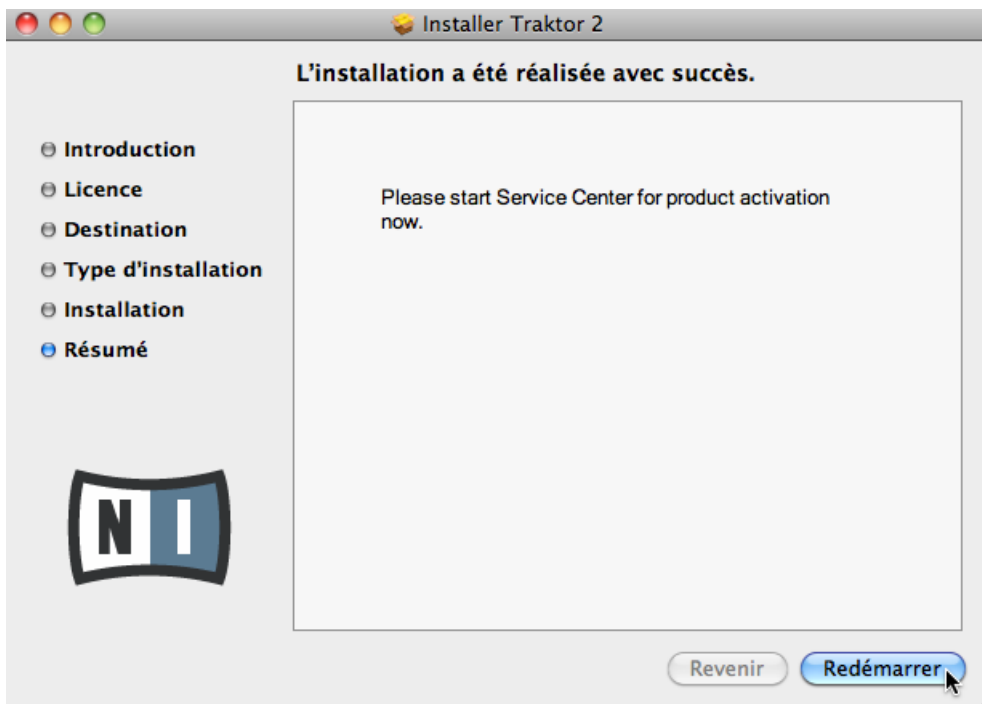 Installer Traktor 2
L'installation a été réalisée avec succès.
Introduction
Licence
Destination
Type d'installation
Installation
Résumé
Please start Service Center for product activation
now.
N I
Revenir
Redémarrer